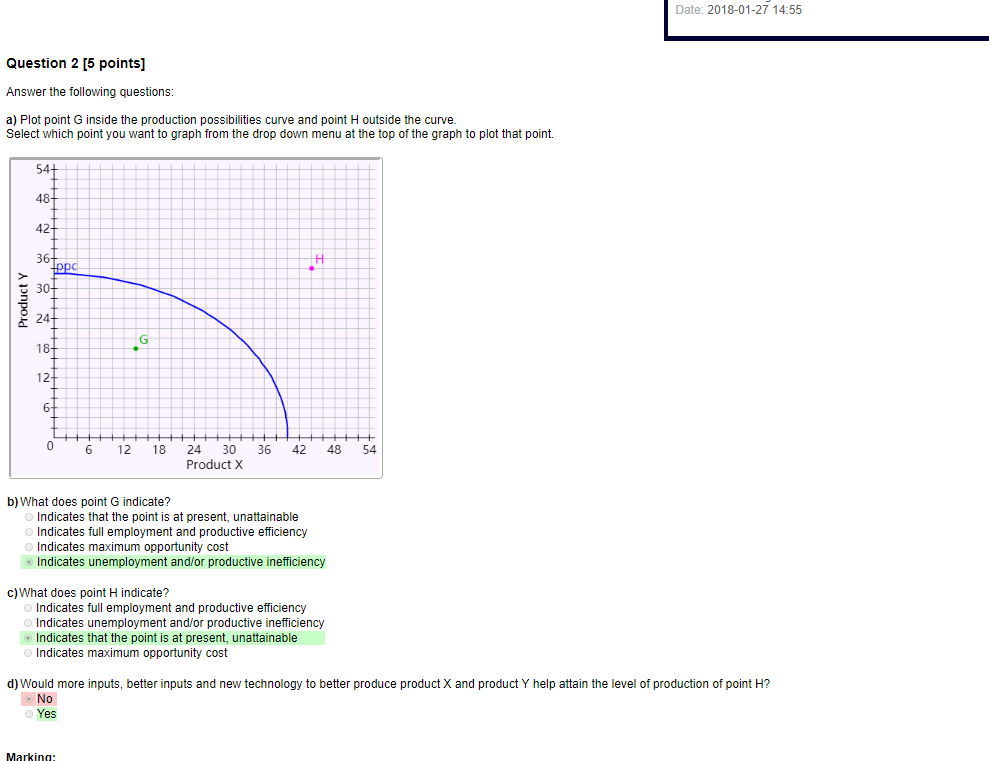 Date: 2018-01-27 14:55
Question 2 [5 points]
Answer the following questions:
a) Plot point G inside the production possibilities curve and point H outside the curve.
Select which point you want to graph from the drop down menu at the top of the graph to plot that point.
54
48
42
36
30
24
18
12
6
0
Product Y
ppc
H
G
6 12 18 24 30 36 42 48 54
Product X
b) What does point G indicate?
Indicates that the point is at present, unattainable
Indicates full employment and productive efficiency
Indicates maximum opportunity cost
Indicates unemployment and/or productive inefficiency
c) What does point H indicate?
Indicates full employment and productive efficiency
Indicates unemployment and/or productive inefficiency
Indicates that the point is at present, unattainable
Indicates maximum opportunity cost
d) Would more inputs, better inputs and new technology to better produce product X and product Y help attain the level of production of point H?
No
Yes
Marking: